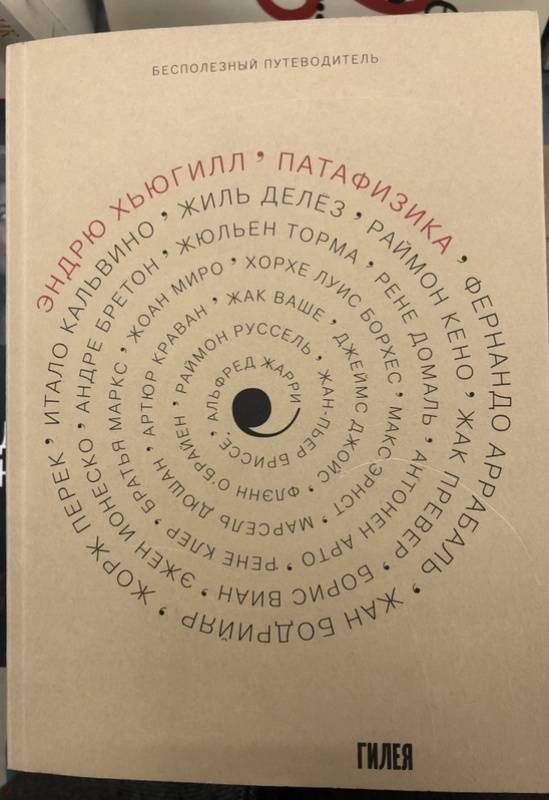 БЕСПОЛЕЗНЫЙ ПУТЕВОДИТЕЛЬ
ЭНДРЮ ХЬЮГИЛЛ ’ ПАТАФИЗИКА ’ ФЕРНАНДО АРРАБАЛЬ ’ ЖАН БОДРИЙЯР ’ ЖОРЖ ПЕРЕК ’ ИТАЛО КАЛЬВИНО ’ ЖИЛЬ ДЕЛЁЗ ’ РАЙМОН КЕНО ’ ЖАК ПРЕВЕР ’ БОРИС ВИАН ’ ЭЖЕН ИОНЕСКО ’ АНДРЕ БРЕТОН ’ ЖЮЛЬЕН ТОРМА ’ РЕНЕ ДОМАЛЬ ’ АНТОНЕН АРТО ’ РЕНЕ КЛЕР ’ БРАТЬЯ МАРКС ’ ЖОАН МИРО ’ ХОРХЕ ЛУИС БОРХЕС ’ МАКС ЭРНСТ ’ МАРСЕЛЬ ДЮШАН ’ АРТЮР КРАВАН ’ ЖАК ВАШЕ ’ ДЖЕЙМС ДЖОЙС ’ ФЛЭНН О’БРАЙЕН ’ РАЙМОН РУССЕЛЬ ’ ЖАН-ПЬЕР БРИССЕ ’ АЛЬФРЕД ЖАРРИ
ГИЛЕЯ